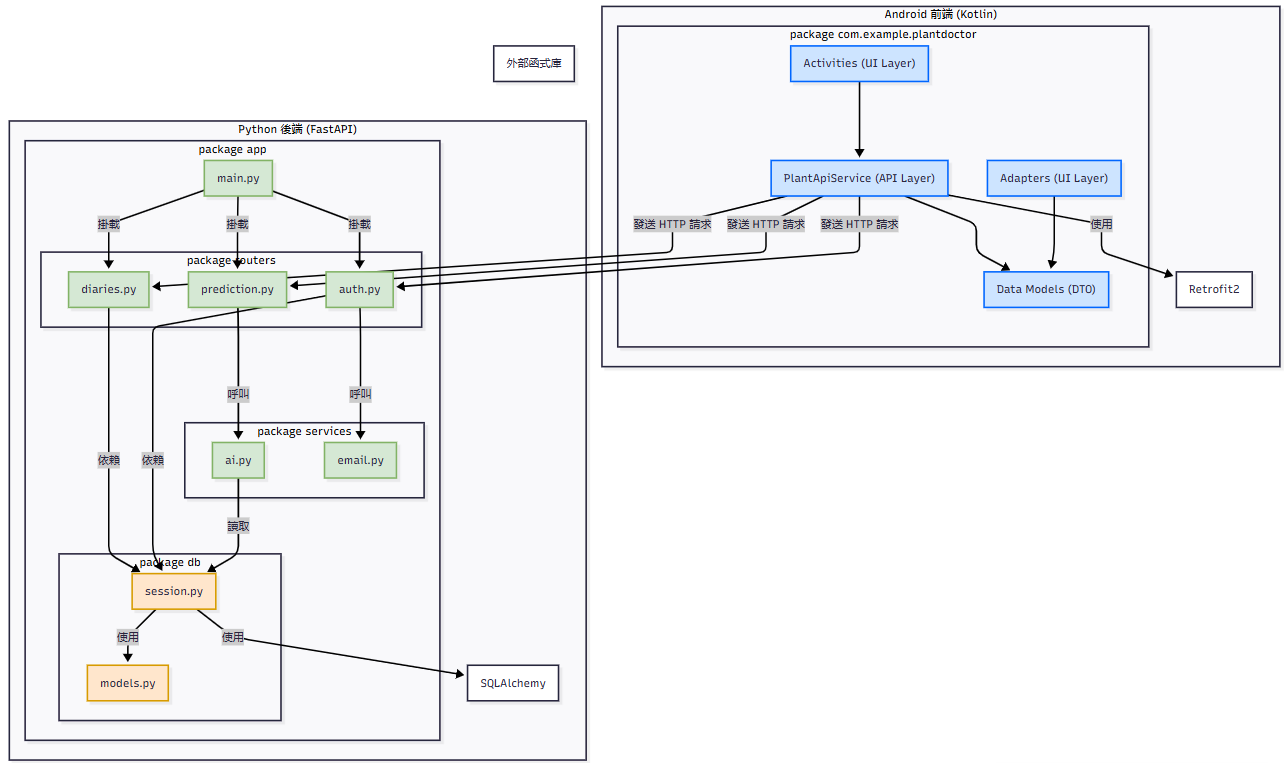 Android 前端 (Kotlin)
package com.example.plantdoctor
Activities (UI Layer)
外部函式庫
PlantApiService (API Layer)
Adapters (UI Layer)
發送 HTTP 請求
發送 HTTP 請求
發送 HTTP 請求
使用
Data Models (DTO)
Retrofit2
Python 後端 (FastAPI)
package app
main.py
掛載
掛載
掛載
package routers
diaries.py
prediction.py
auth.py
呼叫
呼叫
package services
ai.py
email.py
依賴
依賴
讀取
package db
session.py
使用
使用
models.py
SQLAlchemy